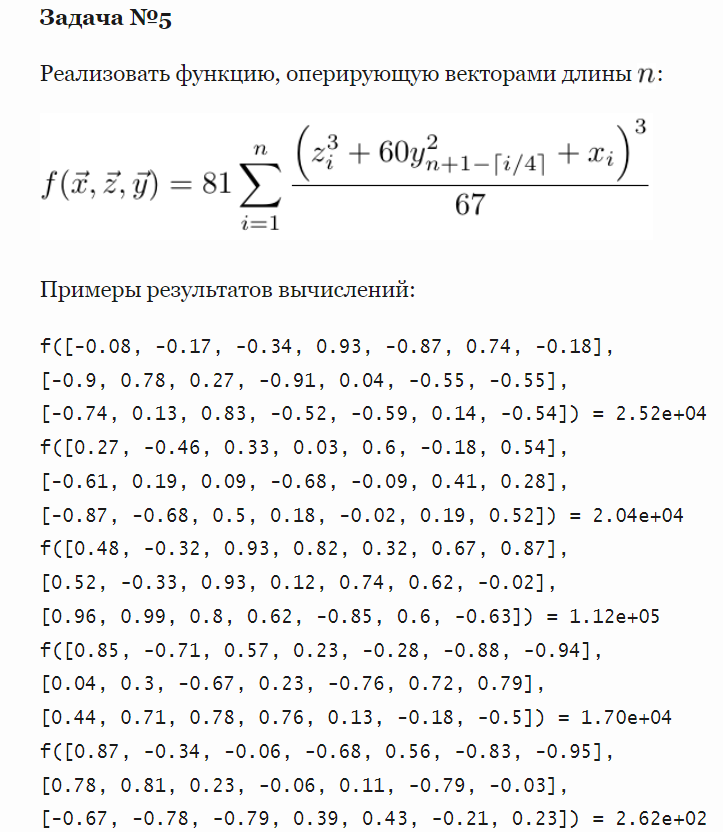 Задача №5
Реализовать функцию, оперирующую векторами длины n:
f(x⃗, z⃗, y⃗) = 81 ∑_{i=1}^{n} (z_i^3 + 60y_{n+1−⌈i/4⌉}^2 + x_i)^3 / 67
Примеры результатов вычислений:
f([-0.08, -0.17, -0.34, 0.93, -0.87, 0.74, -0.18],
[-0.9, 0.78, 0.27, -0.91, 0.04, -0.55, -0.55],
[-0.74, 0.13, 0.83, -0.52, -0.59, 0.14, -0.54]) = 2.52e+04
f([0.27, -0.46, 0.33, 0.03, 0.6, -0.18, 0.54],
[-0.61, 0.19, 0.09, -0.68, -0.09, 0.41, 0.28],
[-0.87, -0.68, 0.5, 0.18, -0.02, 0.19, 0.52]) = 2.04e+04
f([0.48, -0.32, 0.93, 0.82, 0.32, 0.67, 0.87],
[0.52, -0.33, 0.93, 0.12, 0.74, 0.62, -0.02],
[0.96, 0.99, 0.8, 0.62, -0.85, 0.6, -0.63]) = 1.12e+05
f([0.85, -0.71, 0.57, 0.23, -0.28, -0.88, -0.94],
[0.04, 0.3, -0.67, 0.23, -0.76, 0.72, 0.79],
[0.44, 0.71, 0.78, 0.76, 0.13, -0.18, -0.5]) = 1.70e+04
f([0.87, -0.34, -0.06, -0.68, 0.56, -0.83, -0.95],
[0.78, 0.81, 0.23, -0.06, 0.11, -0.79, -0.03],
[-0.67, -0.78, -0.79, 0.39, 0.43, -0.21, 0.23]) = 2.62e+02